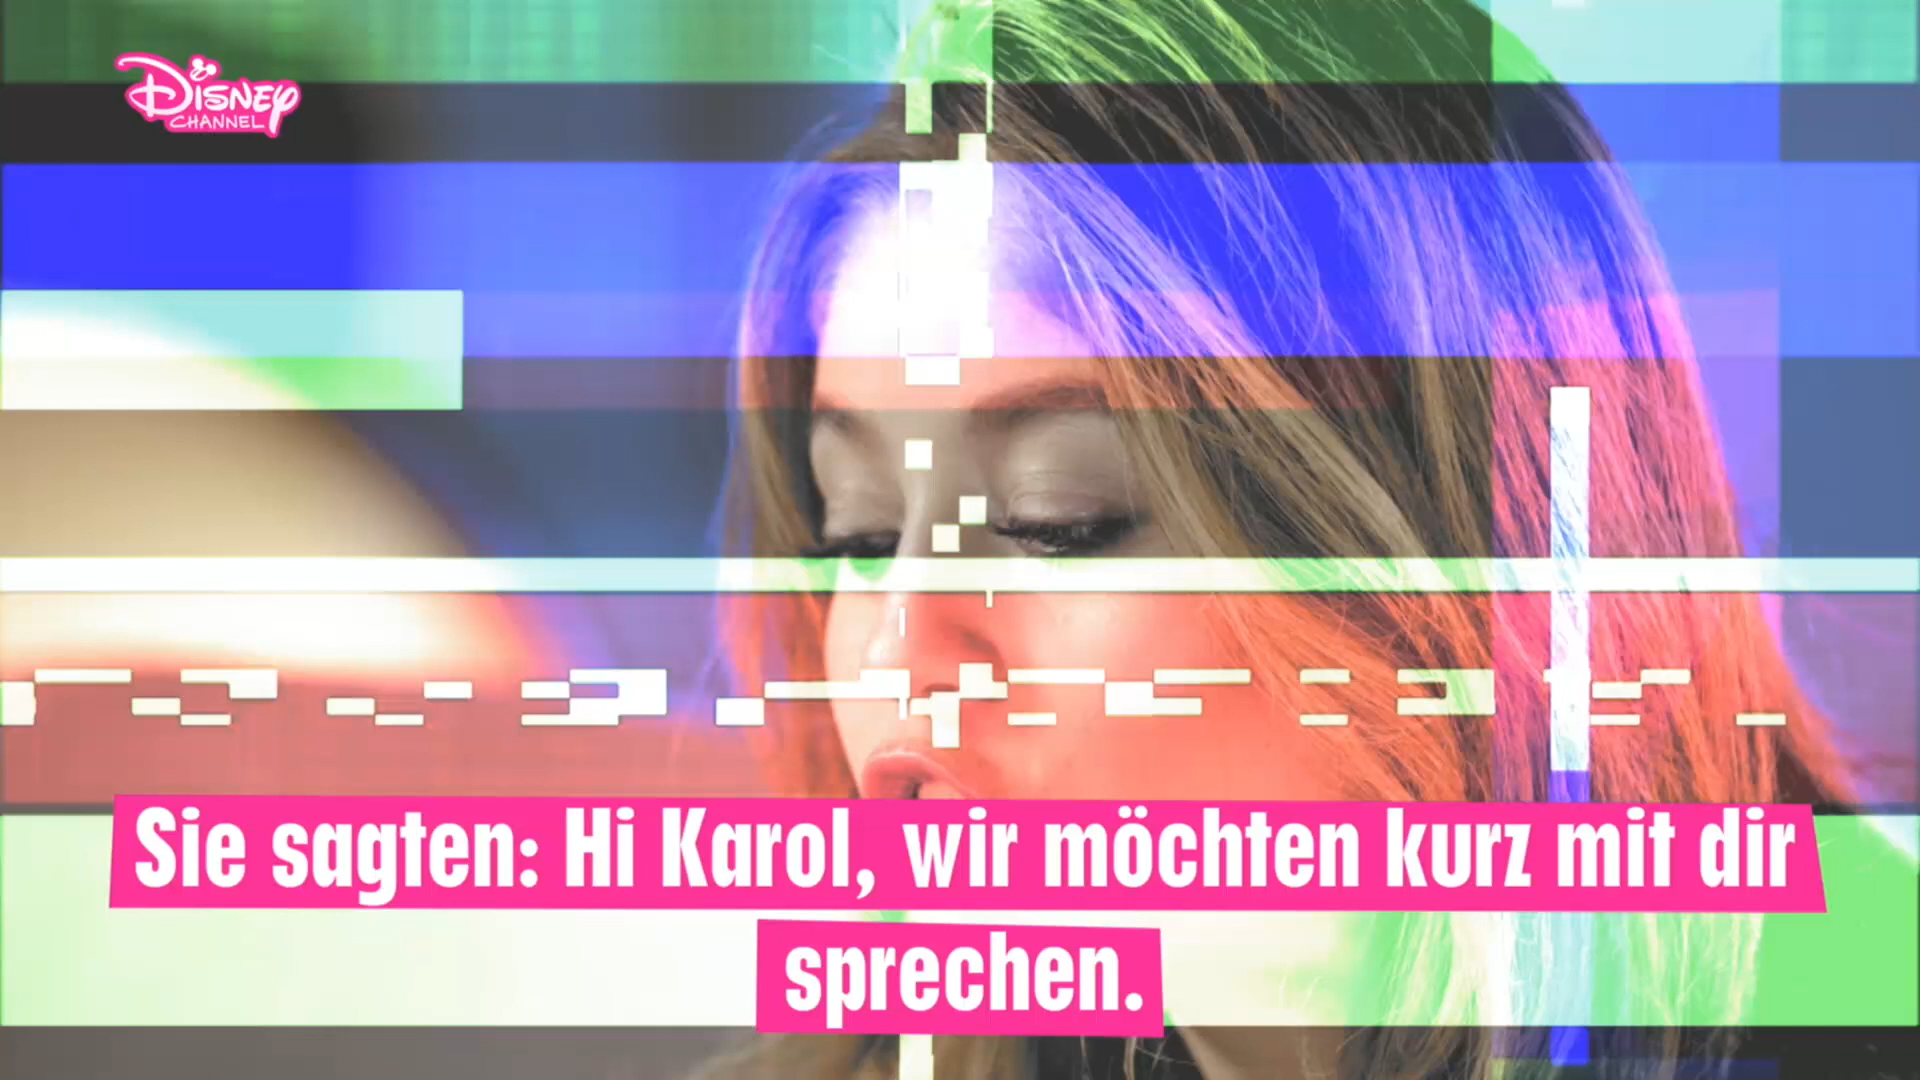 Disney
CHANNEL
Sie sagten: Hi Karol, wir möchten kurz mit dir
sprechen.